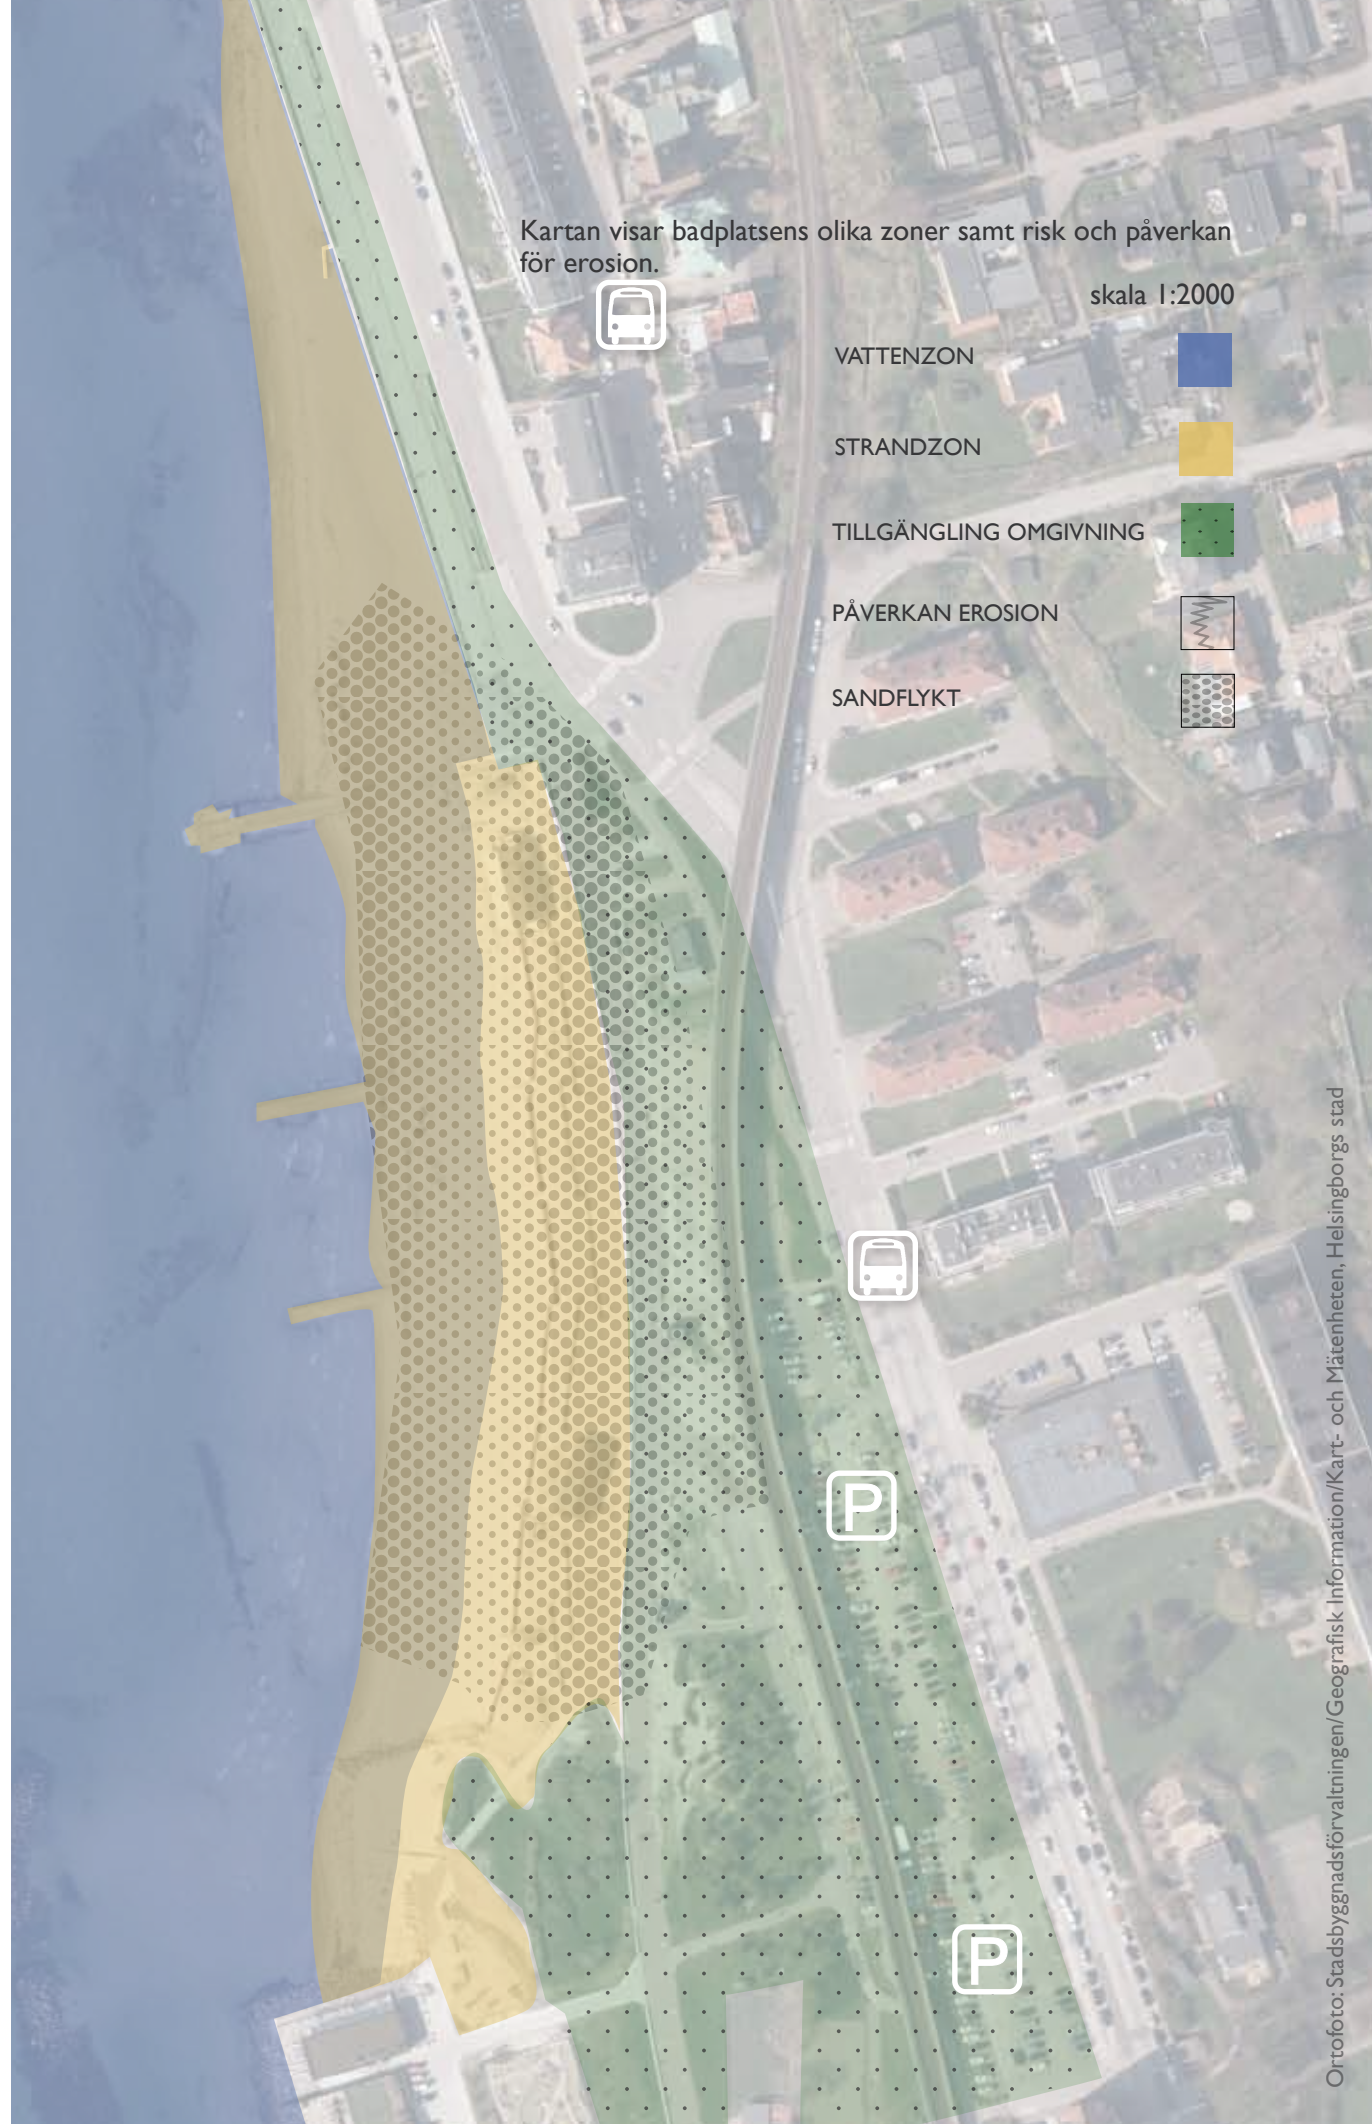 Kartan visar badplatsens olika zoner samt risk och påverkan
för erosion.
skala 1:2000
VATTENZON
STRANDZON
TILLGÄNGLING OMGIVNING
PÅVERKAN EROSION
SANDFLYKT
P
P
Ortofoto: Stadsbyggnadsförvaltningen/Geografisk Information/Kart- och Mätenheten, Helsingborgs stad